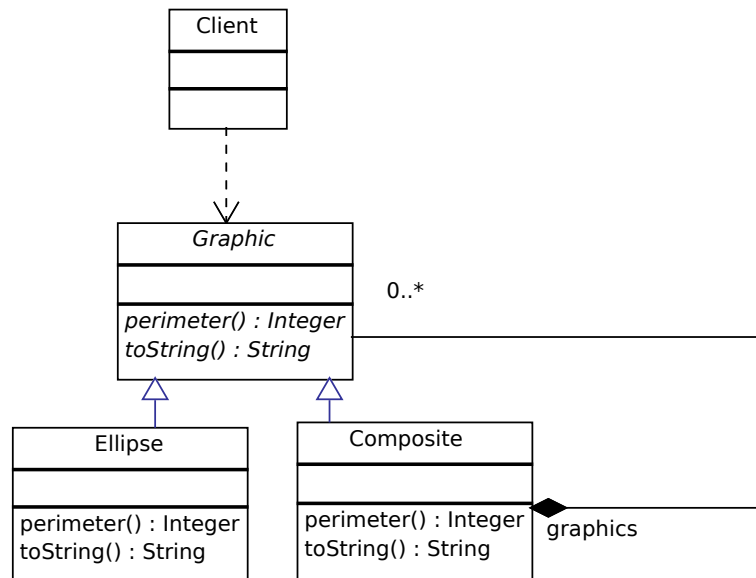 Client
Graphic
0..*
perimeter() : Integer
toString() : String
Ellipse
perimeter() : Integer
toString() : String
Composite
perimeter() : Integer
toString() : String
graphics